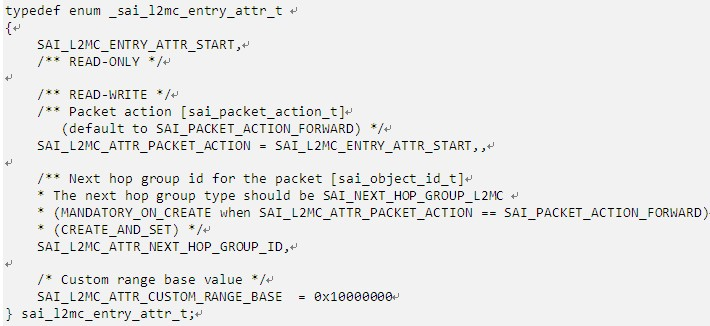 typedef enum _sai_l2mc_entry_attr_t ↵
{↵
SAI_L2MC_ENTRY_ATTR_START,↵
/** READ-ONLY */↵
↵
/** READ-WRITE */↵
/** Packet action [sai_packet_action_t]↵
(default to SAI_PACKET_ACTION_FORWARD) */↵
SAI_L2MC_ATTR_PACKET_ACTION = SAI_L2MC_ENTRY_ATTR_START,,↵
↵
/** Next hop group id for the packet [sai_object_id_t]↵
* The next hop group type should be SAI_NEXT_HOP_GROUP_L2MC ↵
* (MANDATORY_ON_CREATE when SAI_L2MC_ATTR_PACKET_ACTION == SAI_PACKET_ACTION_FORWARD)↵
* (CREATE_AND_SET) */↵
SAI_L2MC_ATTR_NEXT_HOP_GROUP_ID,↵
↵
/* Custom range base value */↵
SAI_L2MC_ATTR_CUSTOM_RANGE_BASE = 0x10000000↵
} sai_l2mc_entry_attr_t;↵